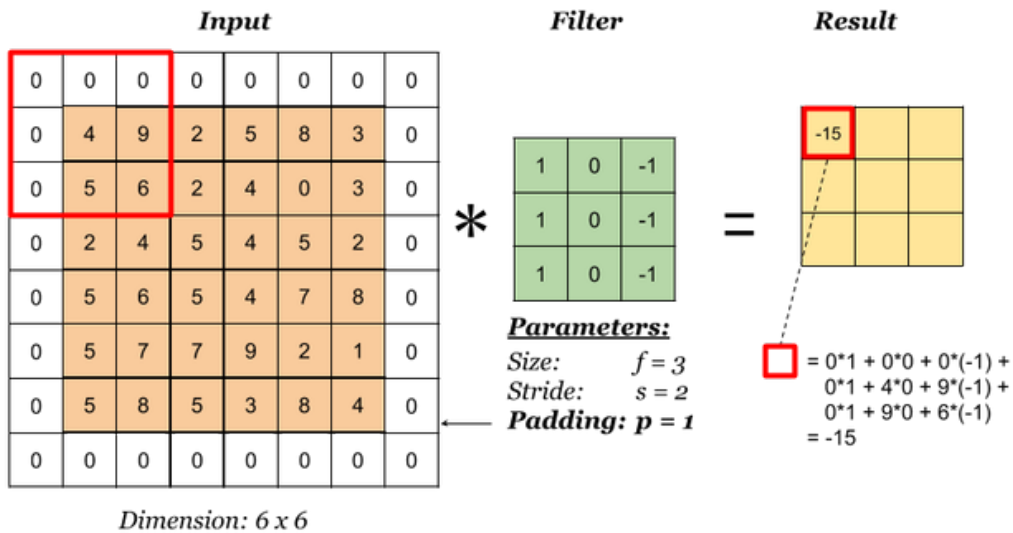 Input Filter Result
0 0 0 0 0 0 0 0
0 4 9 2 5 8 3 0
0 5 6 2 4 0 3 0
0 2 4 5 4 5 2 0
0 5 6 5 4 7 8 0
0 5 7 7 9 2 1 0
0 5 8 5 3 8 4 0
0 0 0 0 0 0 0 0
Dimension: 6 x 6
*
1 0 -1
1 0 -1
1 0 -1
Parameters:
Size: f = 3
Stride: s = 2
Padding: p = 1
=
-15
= 0*1 + 0*0 + 0*(-1) +
0*1 + 4*0 + 9*(-1) +
0*1 + 9*0 + 6*(-1)
= -15